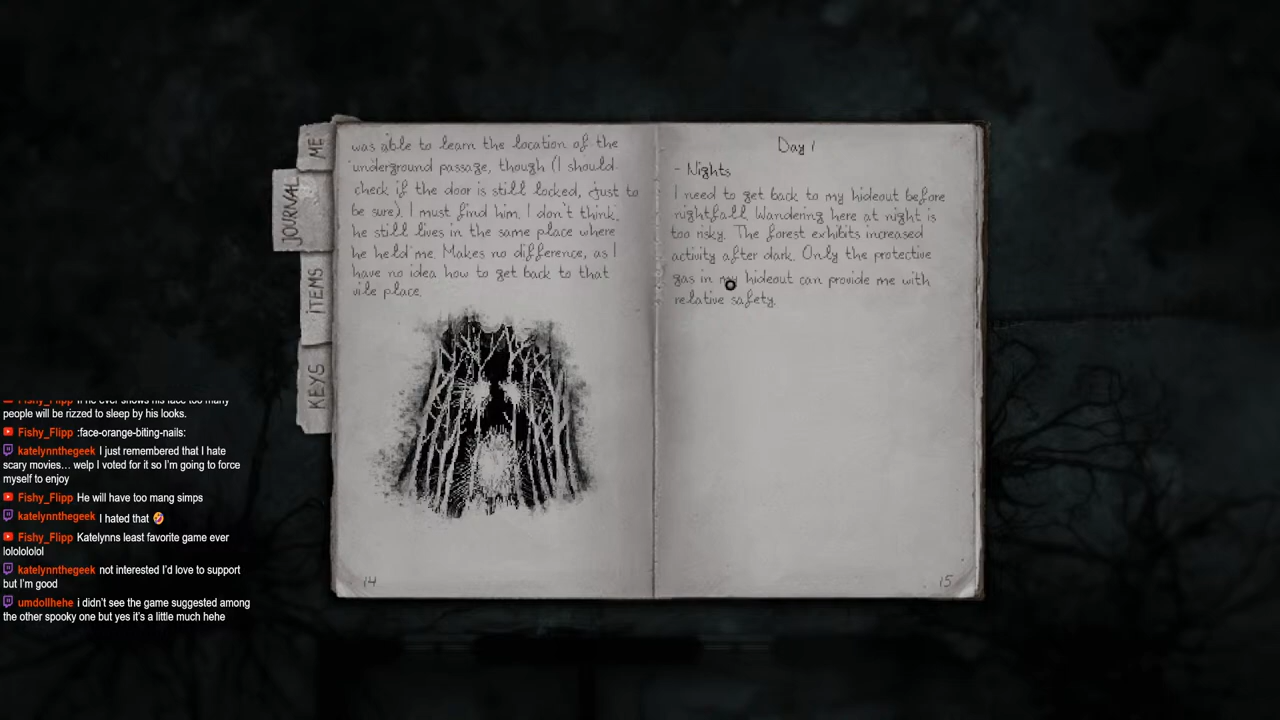 ME
JOURNAL
ITEMS
KEYS
was able to learn the location of the
underground passage, though (I should
check if the door is still locked, just to
be sure). I must find him. I don't think,
he still lives in the same place where
he held me. Makes no difference, as I
have no idea how to get back to that
vile place.
14
Day 1
- Nights
I need to get back to my hideout before
nightfall. Wandering here at night is
too risky. The forest exhibits increased
activity after dark. Only the protective
gas in my hideout can provide me with
relative safety.
15
people will be rizzed to sleep by his looks.
Fishy_Flipp :face-orange-biting-nails:
katelynnthegeek I just remembered that I hate
scary movies… welp I voted for it so I'm going to force
myself to enjoy
Fishy_Flipp He will have too mang simps
katelynnthegeek I hated that 🤣
Fishy_Flipp Katelynns least favorite game ever
lolololol
katelynnthegeek not interested I'd love to support
but I'm good
umdollhehe i didn't see the game suggested among
the other spooky one but yes it's a little much hehe